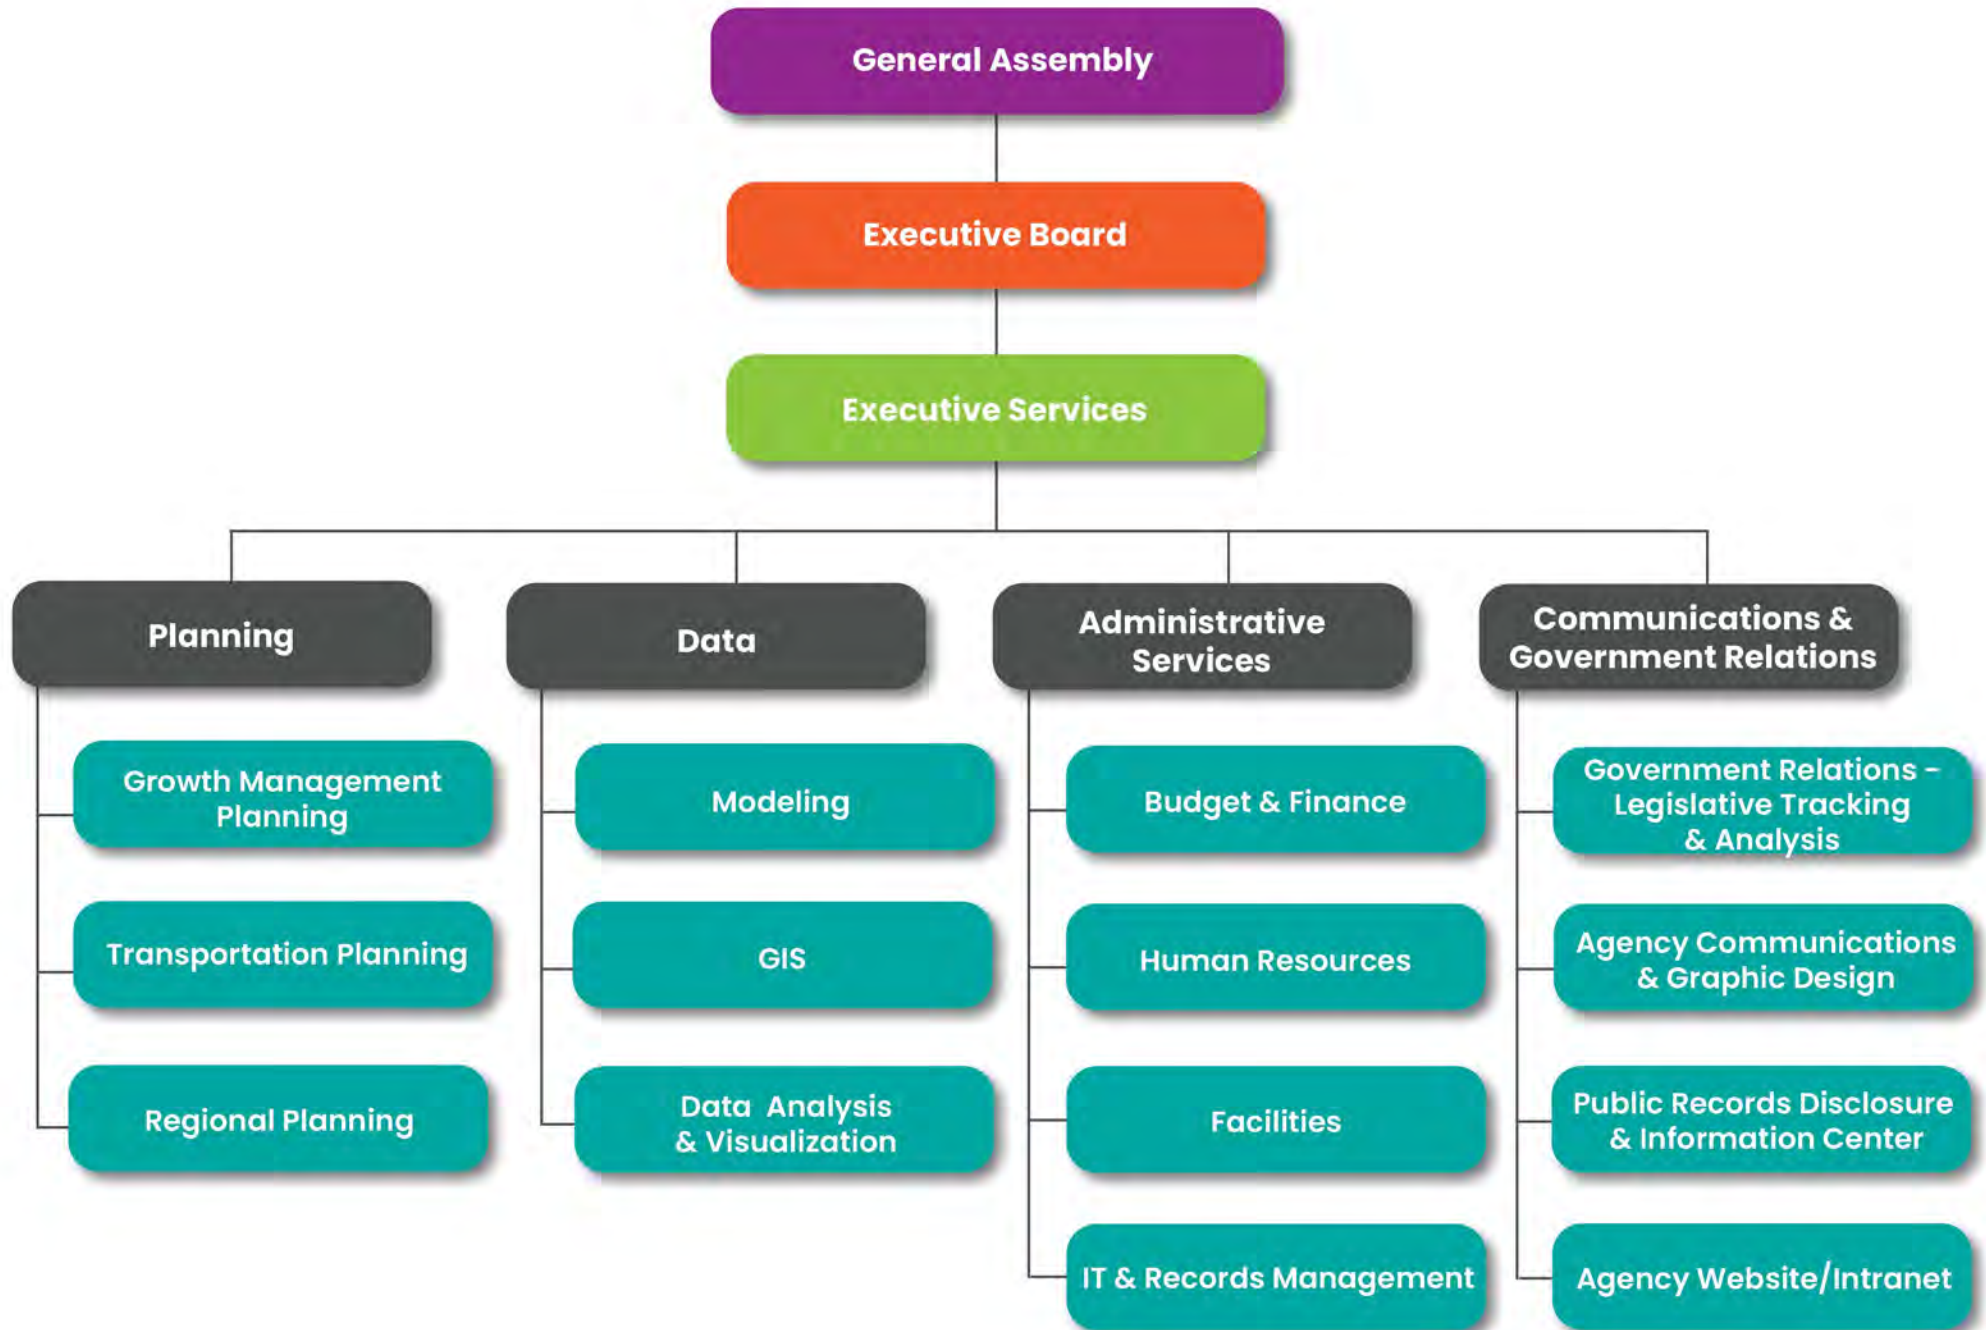 General Assembly
Executive Board
Executive Services
Planning
Growth Management
Planning
Transportation Planning
Regional Planning
Data
Modeling
GIS
Data Analysis
& Visualization
Administrative
Services
Budget & Finance
Human Resources
Facilities
IT & Records Management
Communications &
Government Relations
Government Relations -
Legislative Tracking
& Analysis
Agency Communications
& Graphic Design
Public Records Disclosure
& Information Center
Agency Website/Intranet